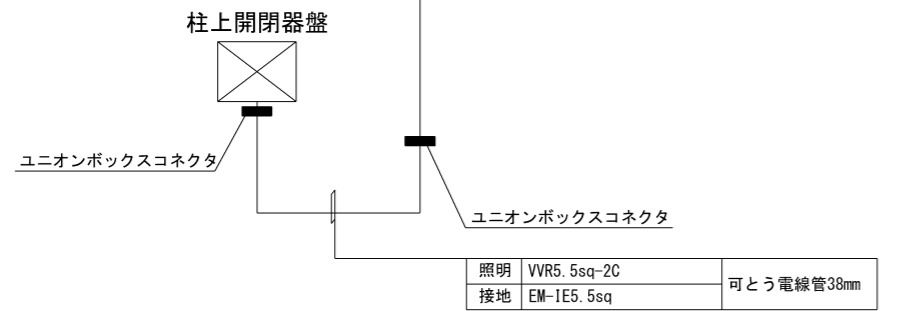 柱上開閉器盤
ユニオンボックスコネクタ
ユニオンボックスコネクタ
照明 VVR5.5sq-2C
可とう電線管38mm
接地 EM-IE5.5sq